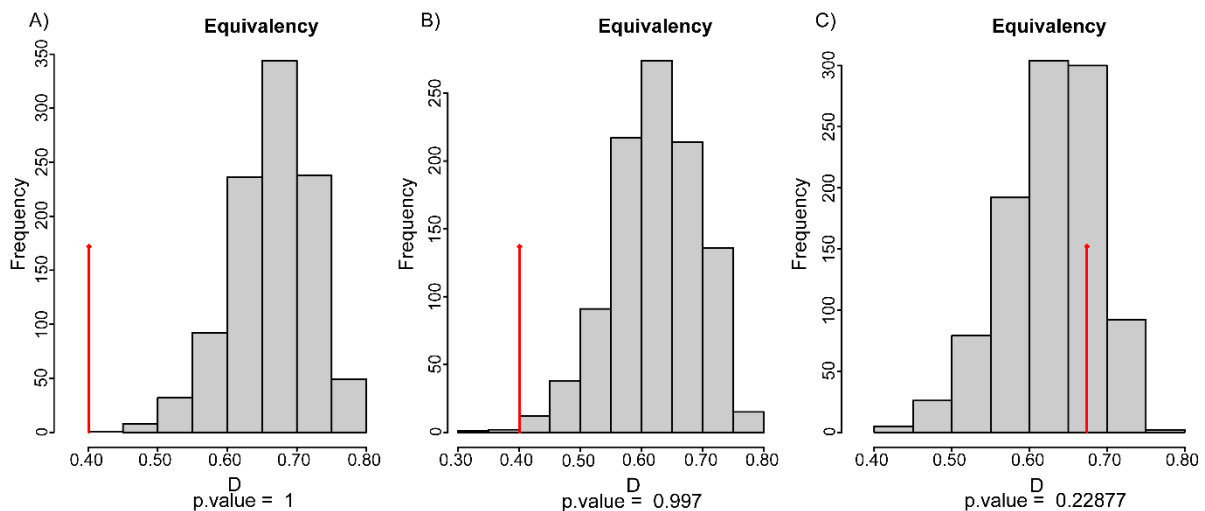 A)
Equivalency
Frequency
0 50 100 150 200 250 300 350
0.40 0.50 0.60 0.70 0.80
D
p.value = 1
B)
Equivalency
Frequency
0 50 100 150 200 250
0.30 0.40 0.50 0.60 0.70 0.80
D
p.value = 0.997
C)
Equivalency
Frequency
0 50 100 150 200 250 300
0.40 0.50 0.60 0.70 0.80
D
p.value = 0.22877